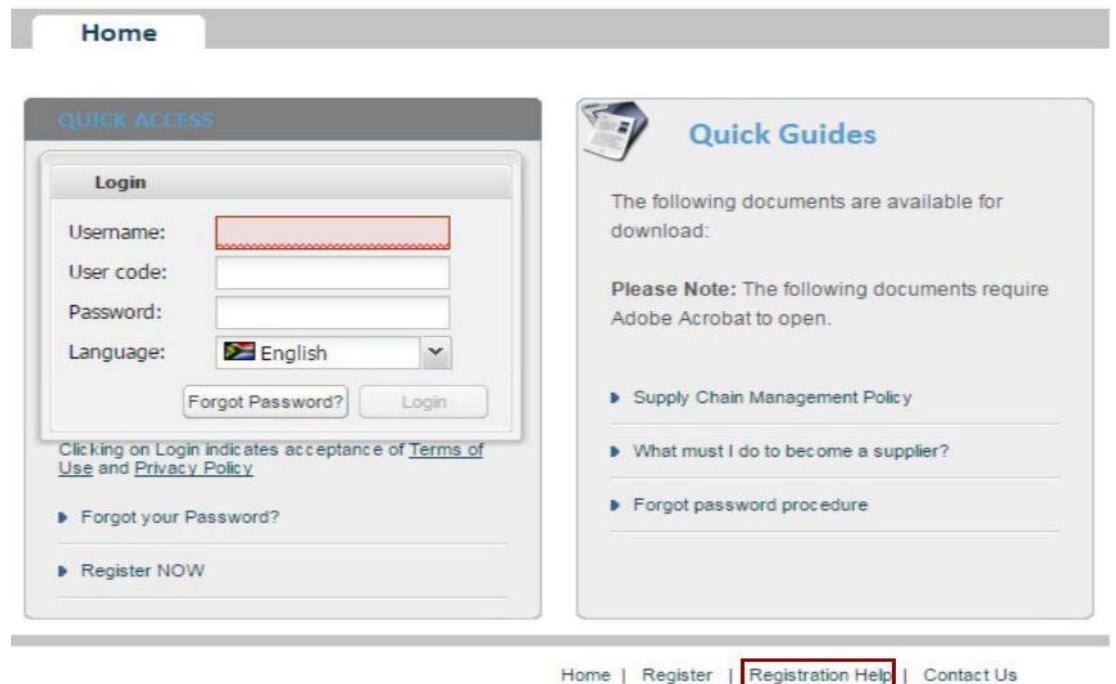 Home
QUICK ACCESS
Login
Username:
User code:
Password:
Language:
English
Forgot Password?
Login
Clicking on Login indicates acceptance of Terms of
Use and Privacy Policy
Forgot your Password?
Register NOW
Quick Guides
The following documents are available for
download:
Please Note: The following documents require
Adobe Acrobat to open.
Supply Chain Management Policy
What must I do to become a supplier?
Forgot password procedure
Home | Register | Registration Help | Contact Us